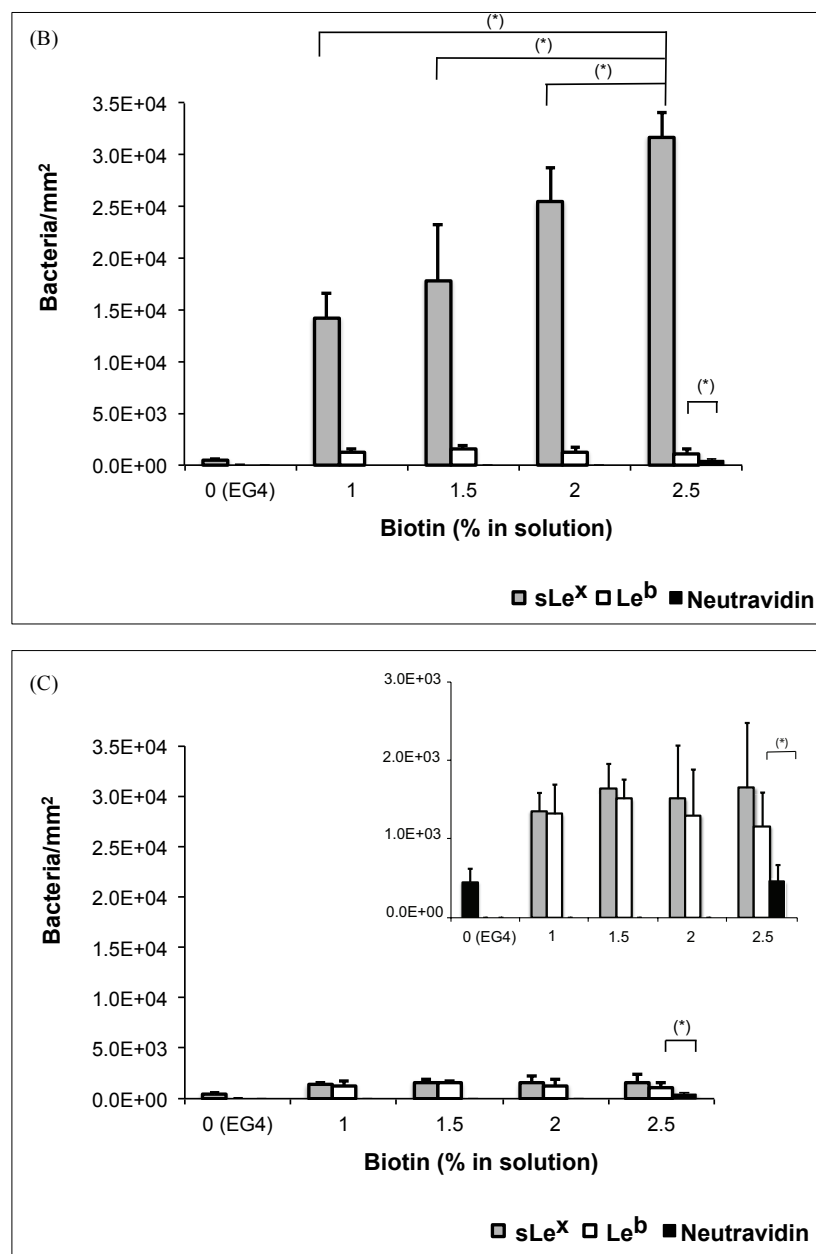 (B)
(*)
(*)
(*)
3.5E+04
3.0E+04
2.5E+04
2.0E+04
1.5E+04
1.0E+04
5.0E+03
0.0E+00
Bacteria/mm²
(*)
0 (EG4) 1 1.5 2 2.5
Biotin (% in solution)
sLeˣ Leᵇ Neutravidin
(C)
3.0E+03
2.0E+03
1.0E+03
0.0E+00
(*)
0 (EG4) 1 1.5 2 2.5
3.5E+04
3.0E+04
2.5E+04
2.0E+04
1.5E+04
1.0E+04
5.0E+03
0.0E+00
Bacteria/mm²
(*)
0 (EG4) 1 1.5 2 2.5
Biotin (% in solution)
sLeˣ Leᵇ Neutravidin